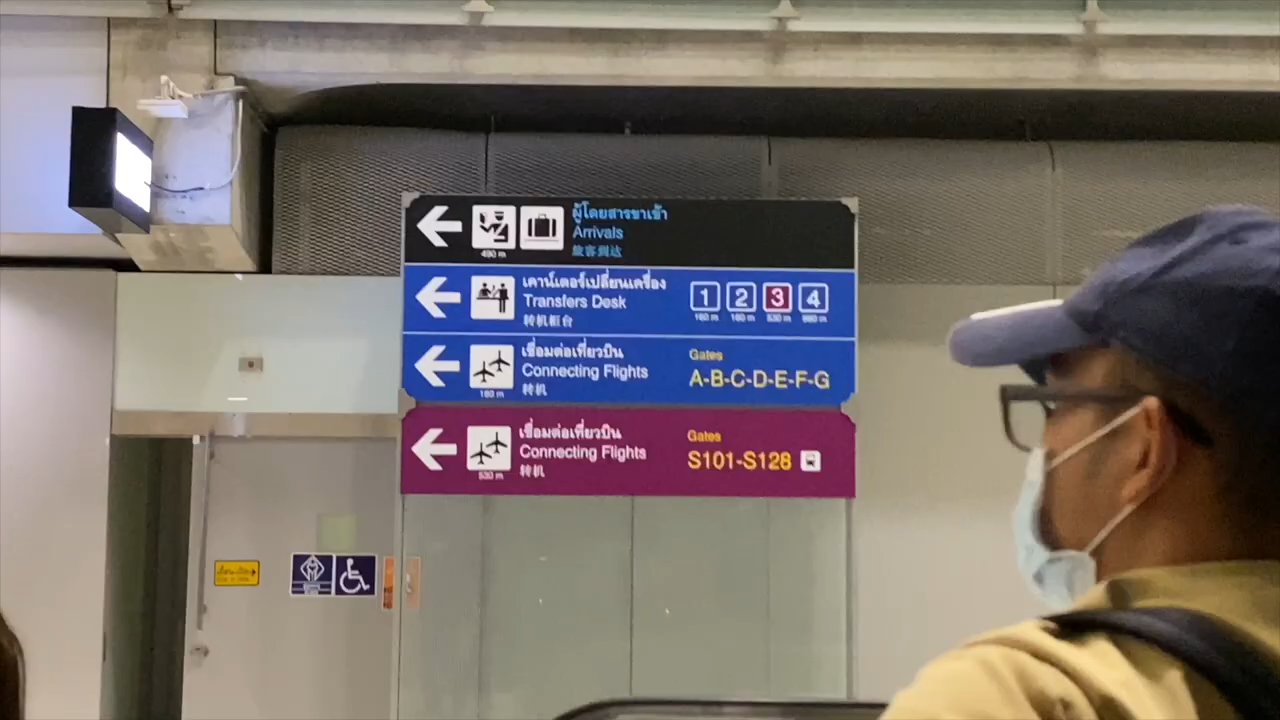 ผู้โดยสารขาเข้า
Arrivals
旅客到达
490 m
เคาน์เตอร์เปลี่ยนเครื่อง
Transfers Desk
转机柜台
1 2 3 4
160 m 160 m 530 m
เชื่อมต่อเที่ยวบิน
Connecting Flights
转机
160 m
Gates
A-B-C-D-E-F-G
เชื่อมต่อเที่ยวบิน
Connecting Flights
转机
530 m
Gates
S101-S128